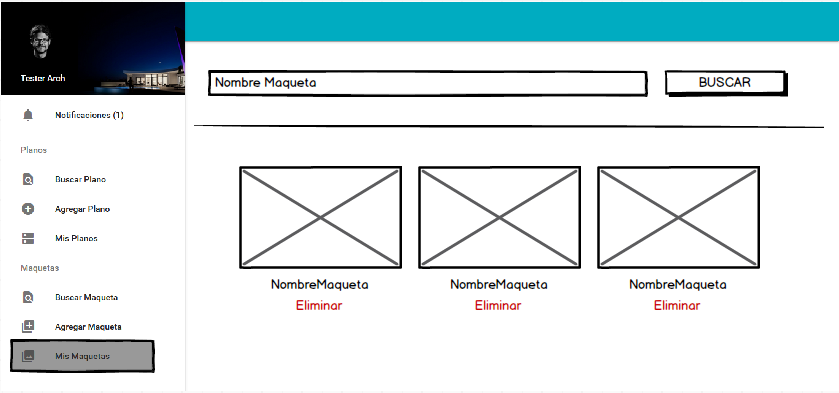 Tester Arqh
Notificaciones (1)
Planos
Buscar Plano
Agregar Plano
Mis Planos
Maquetas
Buscar Maqueta
Agregar Maqueta
Mis Maquetas
Nombre Maqueta
BUSCAR
NombreMaqueta NombreMaqueta NombreMaqueta
Eliminar Eliminar Eliminar